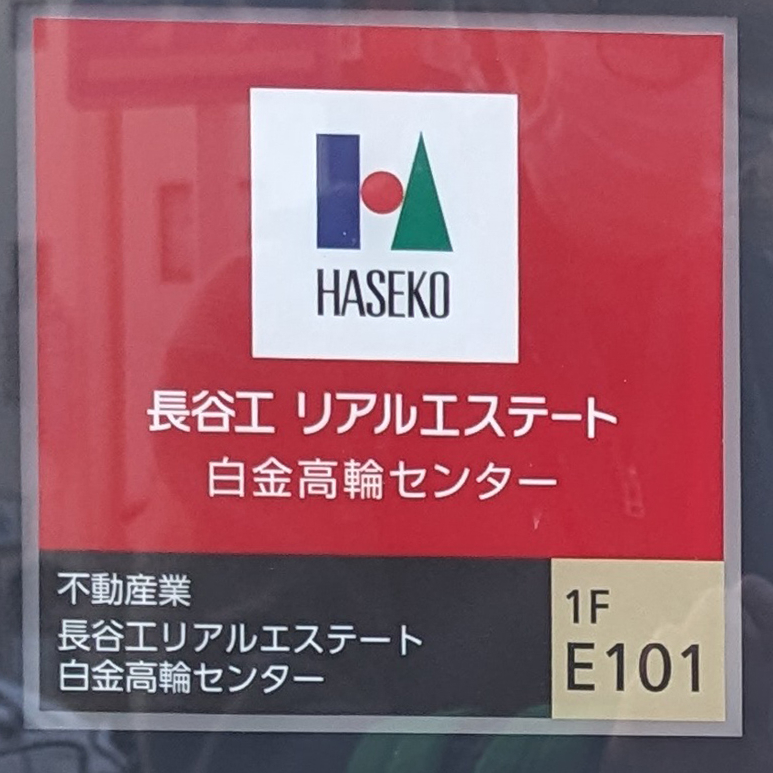 HASEKO
長谷工 リアルエステート
白金高輪センター
不動産業
長谷工リアルエステート
白金高輪センター
1F
E101